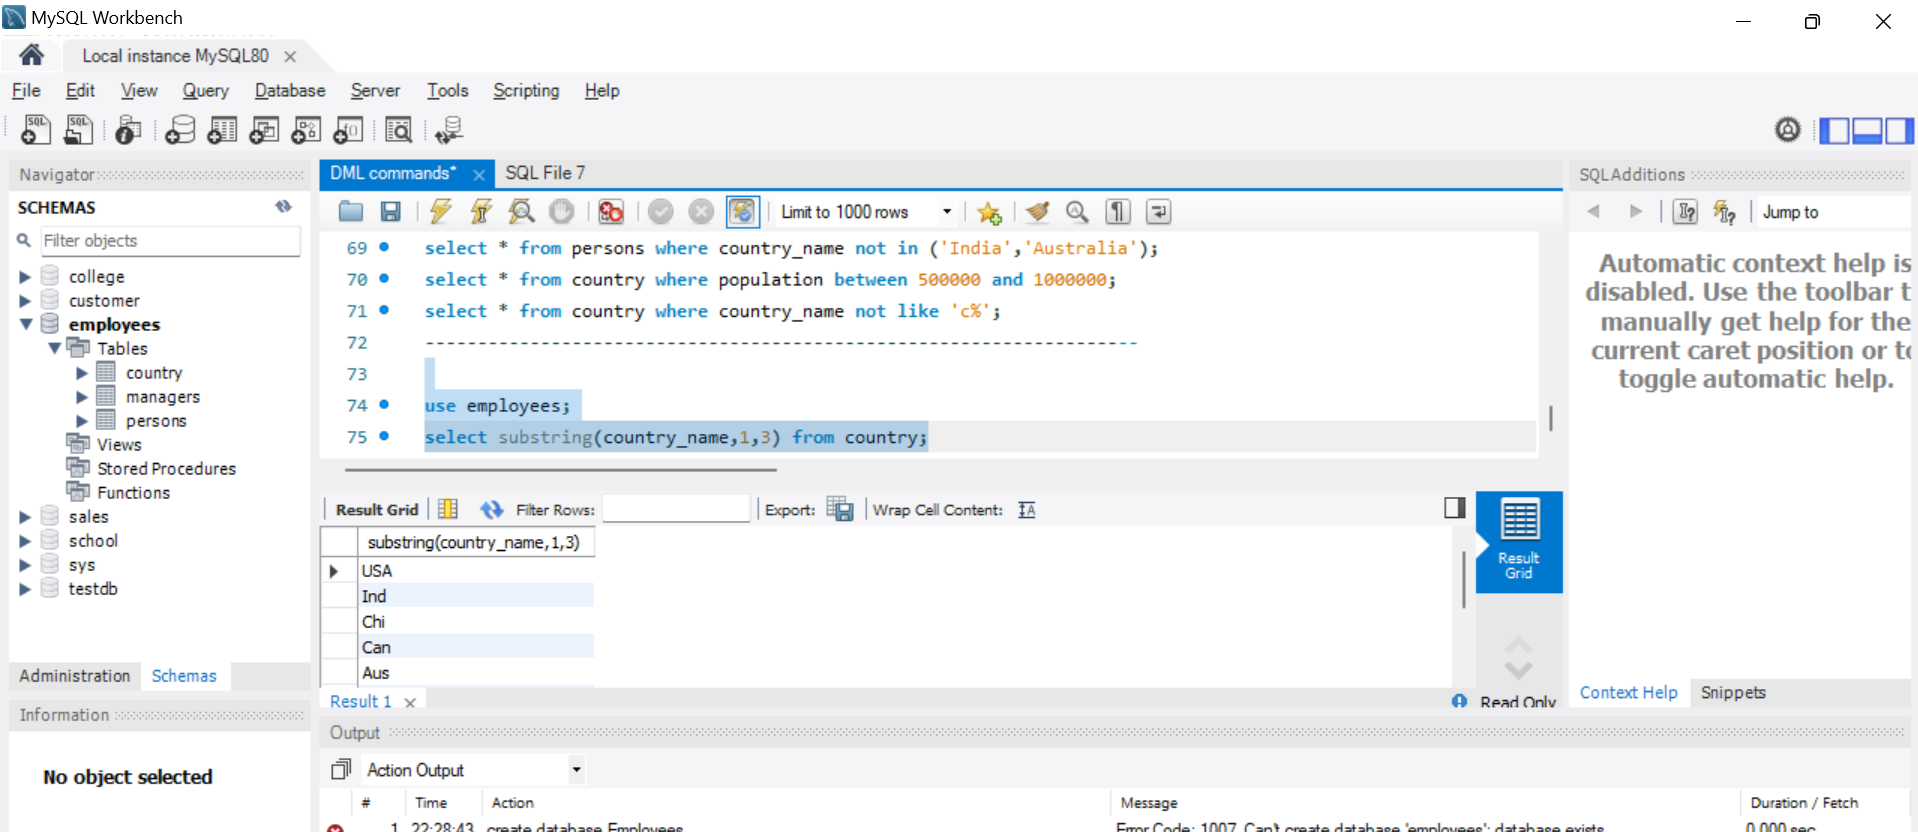 MySQL Workbench
Local instance MySQL80
File Edit View Query Database Server Tools Scripting Help
Navigator
SCHEMAS
Filter objects
college
customer
employees
Tables
country
managers
persons
Views
Stored Procedures
Functions
sales
school
sys
testdb
Administration Schemas
Information
No object selected
DML commands* SQL File 7
Limit to 1000 rows
69 select * from persons where country_name not in ('India','Australia');
70 select * from country where population between 500000 and 1000000;
71 select * from country where country_name not like 'c%';
72 --------------------------------------------------------------------
73
74 use employees;
75 select substring(country_name,1,3) from country;
Result Grid Filter Rows: Export: Wrap Cell Content:
substring(country_name,1,3)
USA
Ind
Chi
Can
Aus
Result Grid
Result 1 Read Only
Output
Action Output
# Time Action Message Duration / Fetch
1 22:28:43 create database Employees Error Code: 1007. Can't create database 'employees'; database exists 0.000 sec
SQLAdditions
Jump to
Automatic context help is
disabled. Use the toolbar t
manually get help for the
current caret position or to
toggle automatic help.
Context Help Snippets